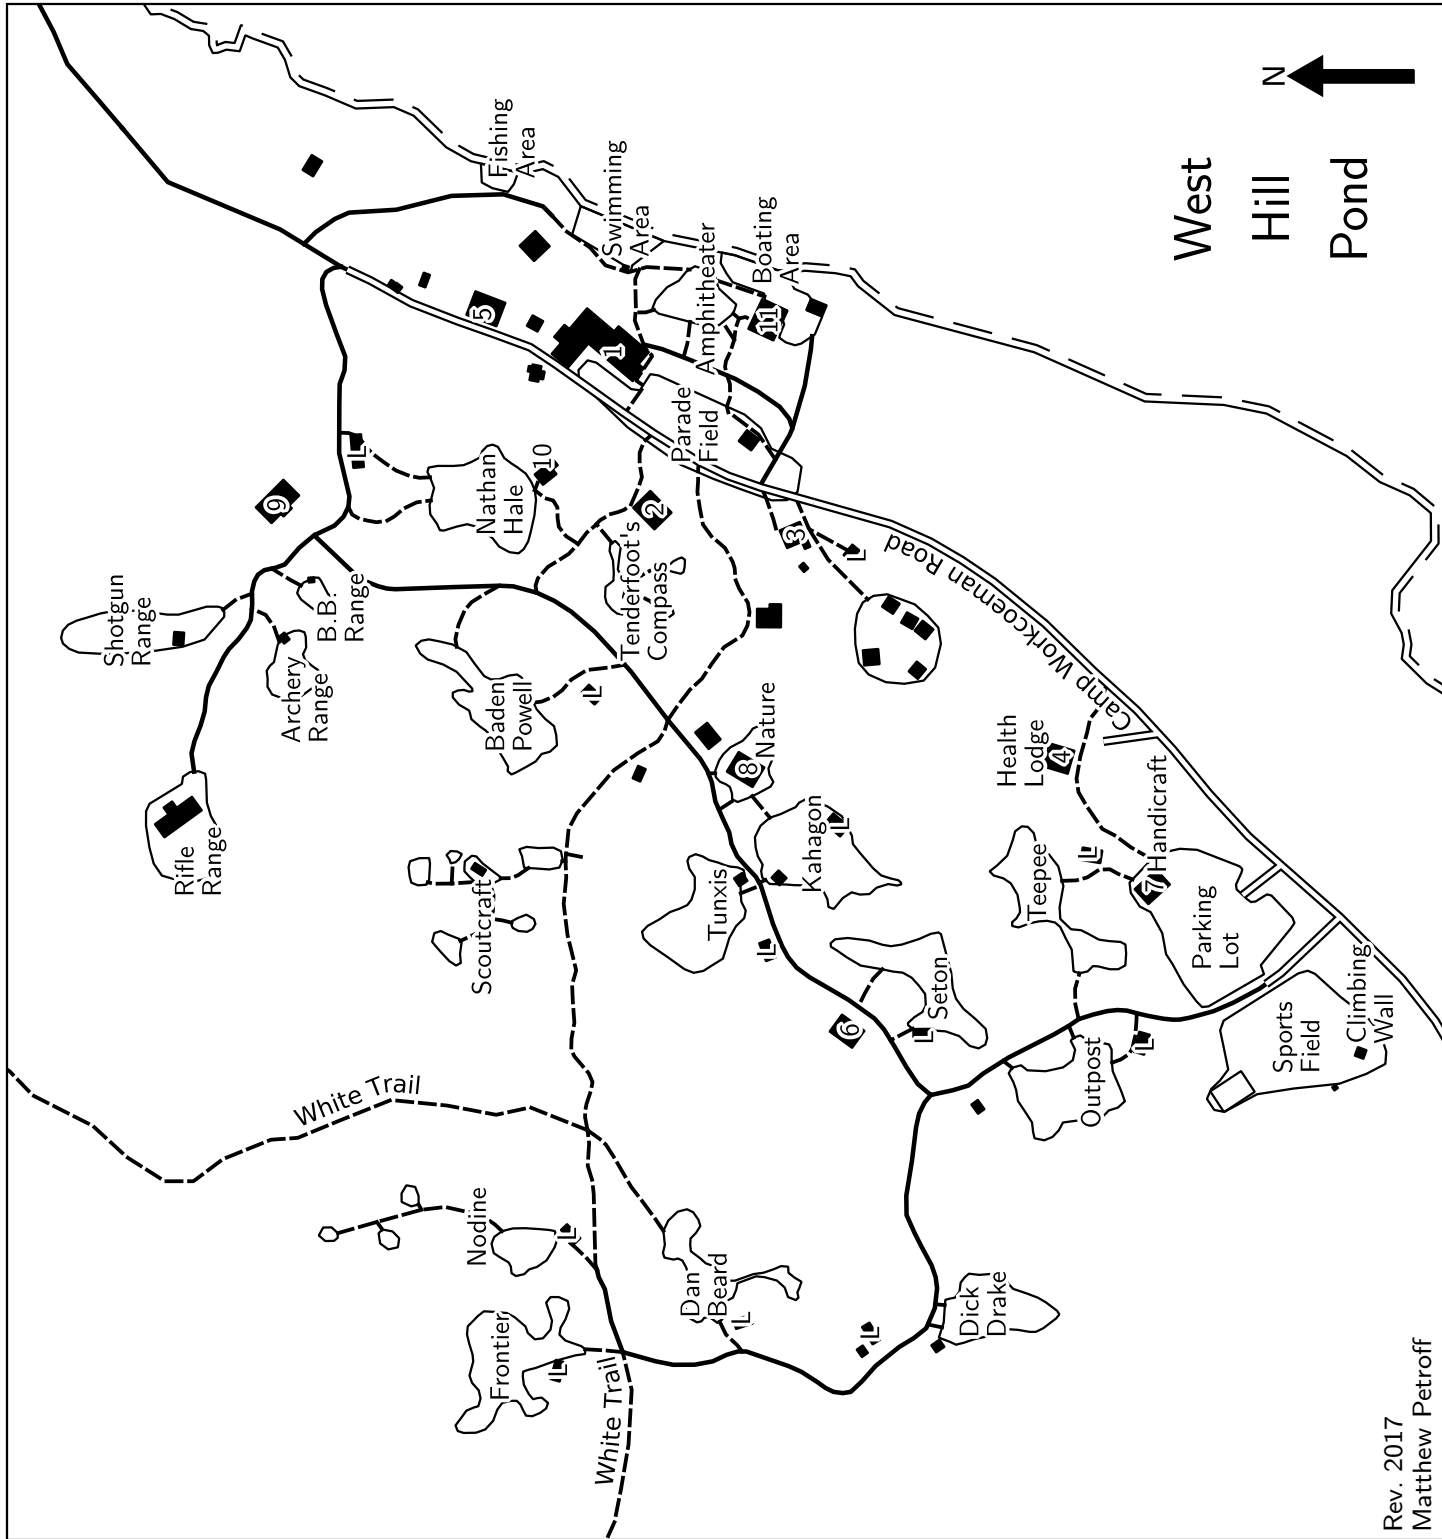 N
West
Hill
Pond
Fishing
Area
Swimming
Area
Amphitheater
Boating
Area
5
1
11
Parade
Field
L
9
Nathan
Hale
10
2
3
L
Camp Workcoeman Road
Shotgun
Range
B.B.
Range
Archery
Range
Tenderfoot's
Compass
Baden
Powell
L
Rifle
Range
Nature
8
Health
Lodge
4
Kahagon
L
Handicraft
7
L
Teepee
Tunxis
L
Scoutcraft
Parking
Lot
Seton
L
6
Climbing
Wall
Sports
Field
Outpost
L
White Trail
Nodine
L
Dan
Beard
L
Dick
Drake
L
Frontier
L
White Trail
Rev. 2017
Matthew Petroff